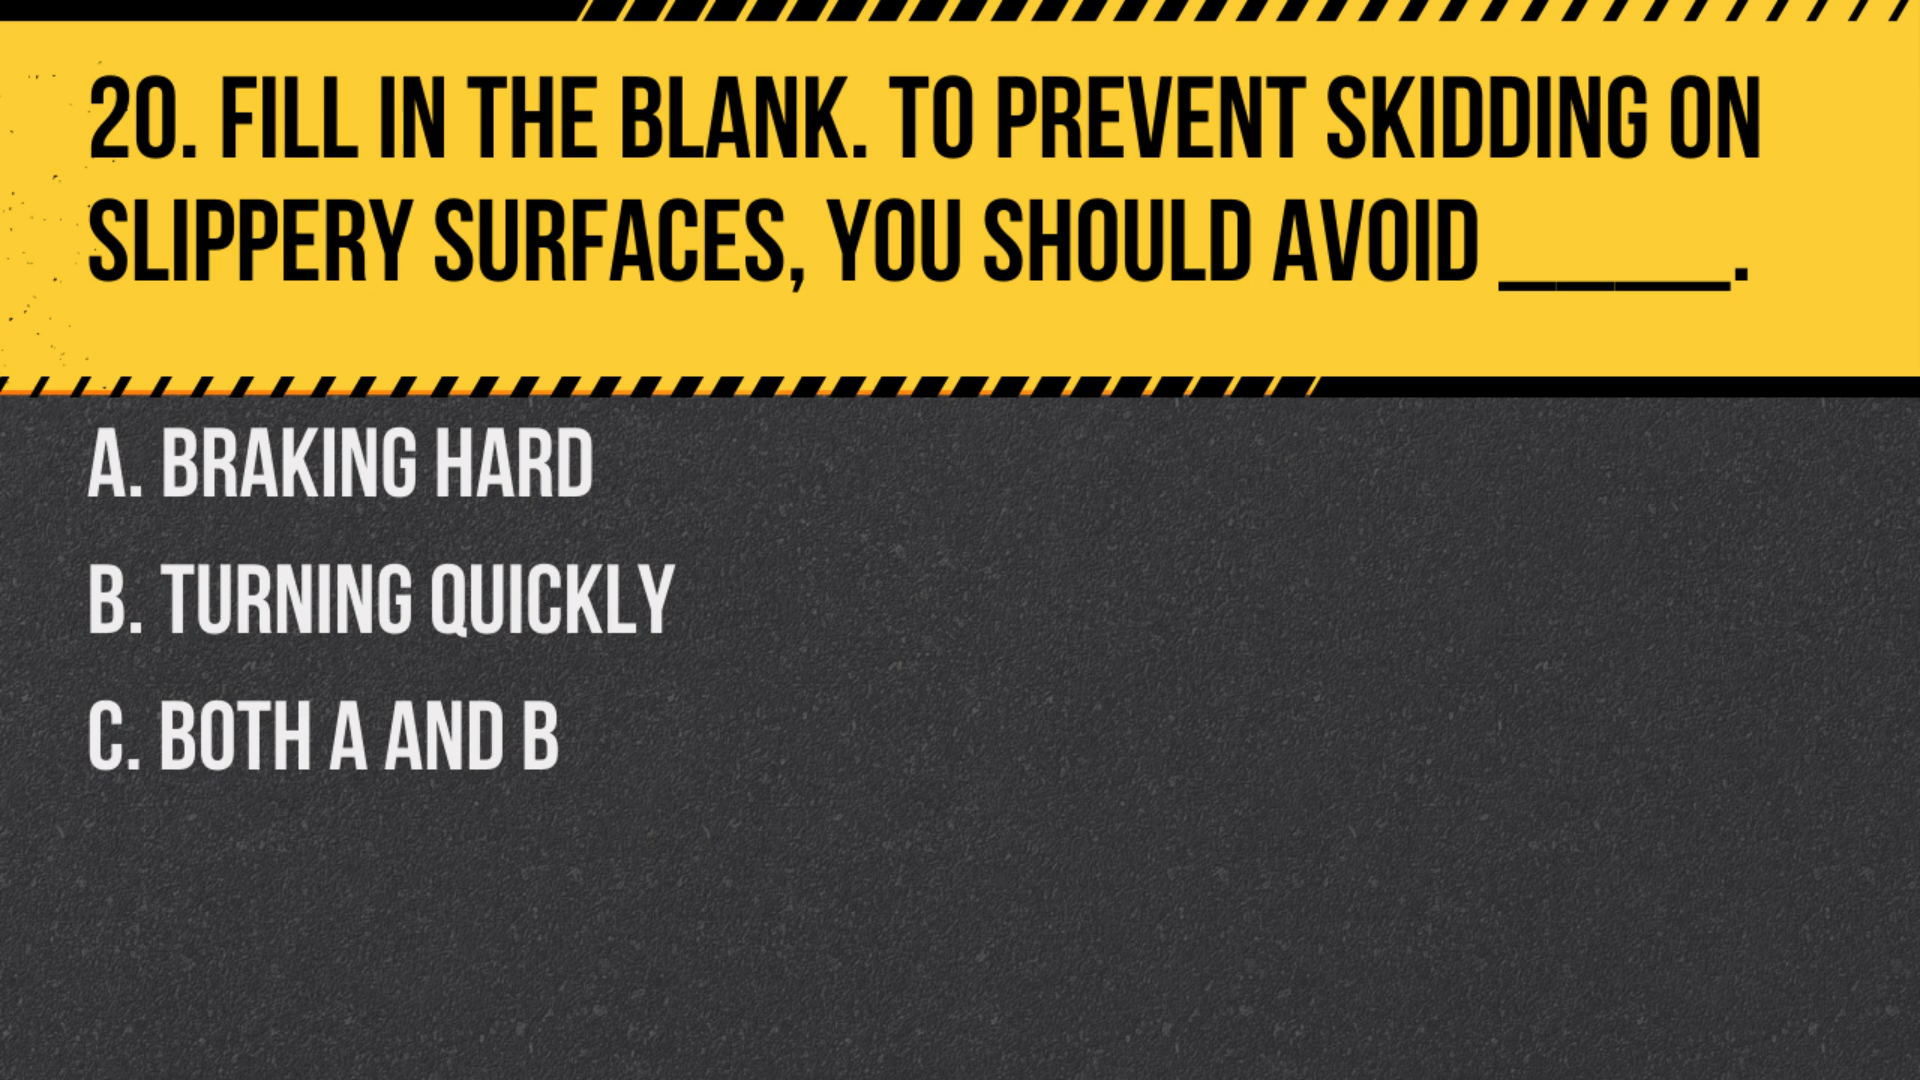 20. FILL IN THE BLANK. TO PREVENT SKIDDING ON
SLIPPERY SURFACES, YOU SHOULD AVOID ____.
A. BRAKING HARD
B. TURNING QUICKLY
C. BOTH A AND B